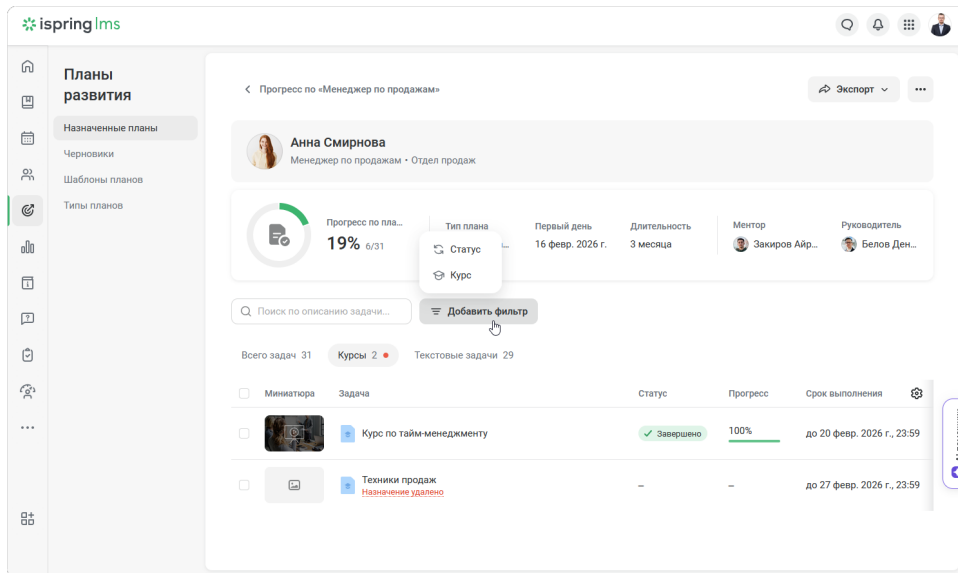 ispring lms
Планы
развития
Назначенные планы
Черновики
Шаблоны планов
Типы планов
Прогресс по «Менеджер по продажам»
Экспорт
Анна Смирнова
Менеджер по продажам • Отдел продаж
Прогресс по пла...
19% 6/31
Тип плана
Первый день
16 февр. 2026 г.
Длительность
3 месяца
Ментор
Закиров Айр...
Руководитель
Белов Ден...
Статус
Курс
Поиск по описанию задачи...
Добавить фильтр
Всего задач 31
Курсы 2
Текстовые задачи 29
Миниатюра Задача Статус Прогресс Срок выполнения
Курс по тайм-менеджменту Завершено 100% до 20 февр. 2026 г., 23:59
Техники продаж
Назначение удалено
– – до 27 февр. 2026 г., 23:59